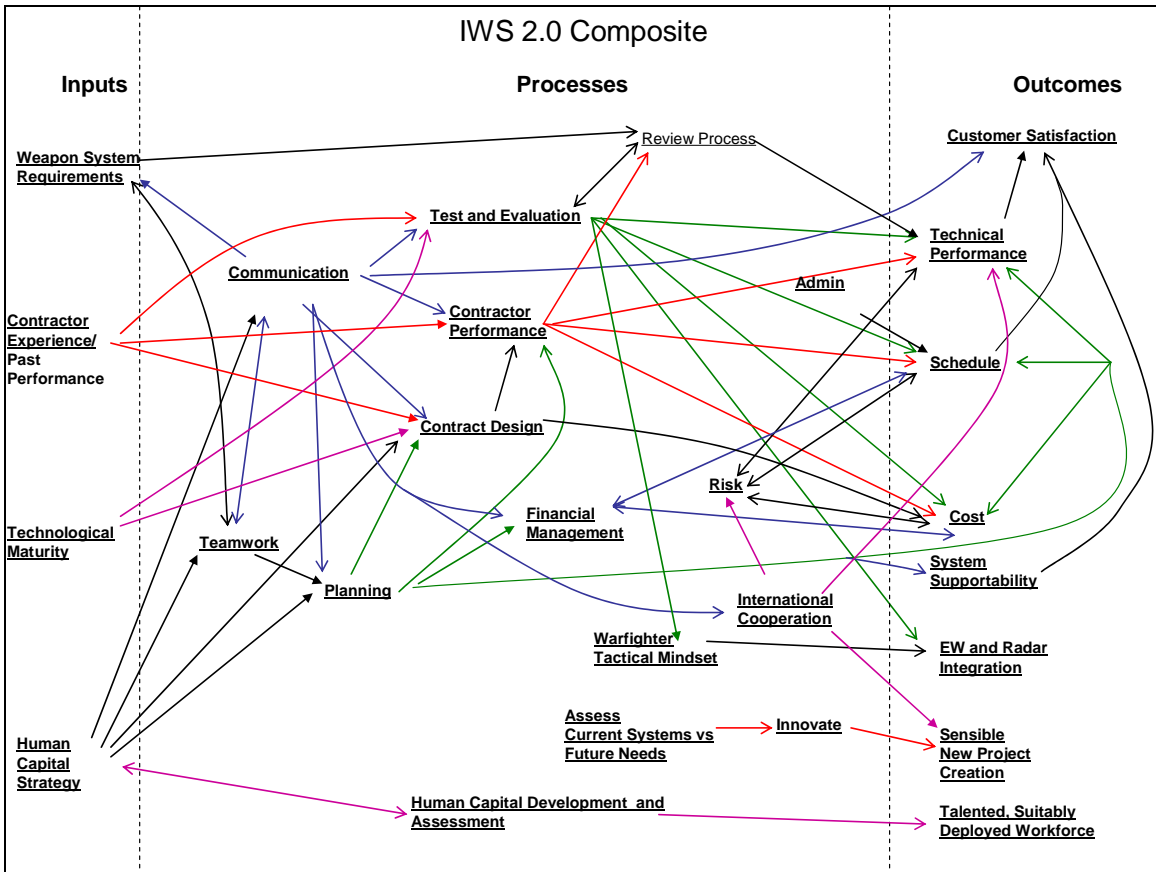 IWS 2.0 Composite
Inputs
Processes
Outcomes
Weapon System
Requirements
Contractor
Experience/
Past
Performance
Technological
Maturity
Human
Capital
Strategy
Review Process
Test and Evaluation
Communication
Admin
Contractor
Performance
Contract Design
Risk
Financial
Management
Teamwork
Planning
International
Cooperation
Warfighter
Tactical Mindset
Assess
Current Systems vs
Future Needs
Innovate
Human Capital Development and
Assessment
Customer Satisfaction
Technical
Performance
Schedule
Cost
System
Supportability
EW and Radar
Integration
Sensible
New Project
Creation
Talented, Suitably
Deployed Workforce